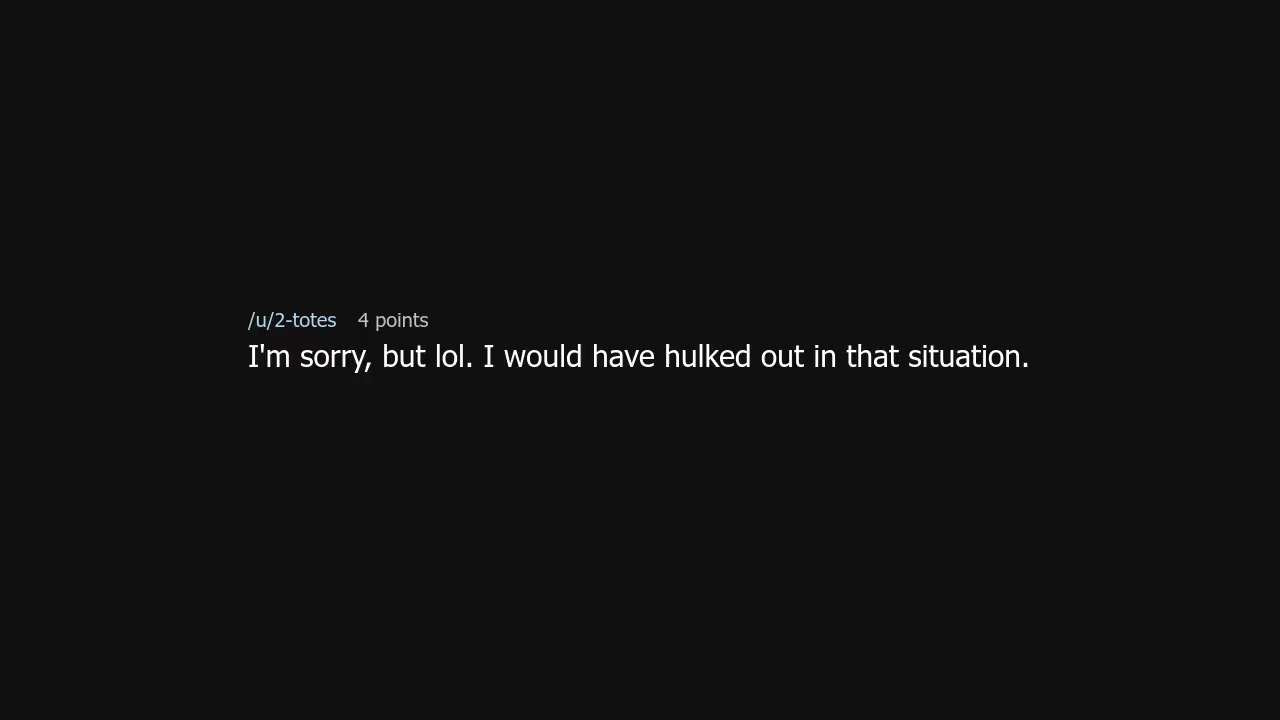 /u/2-totes 4 points
I'm sorry, but lol. I would have hulked out in that situation.